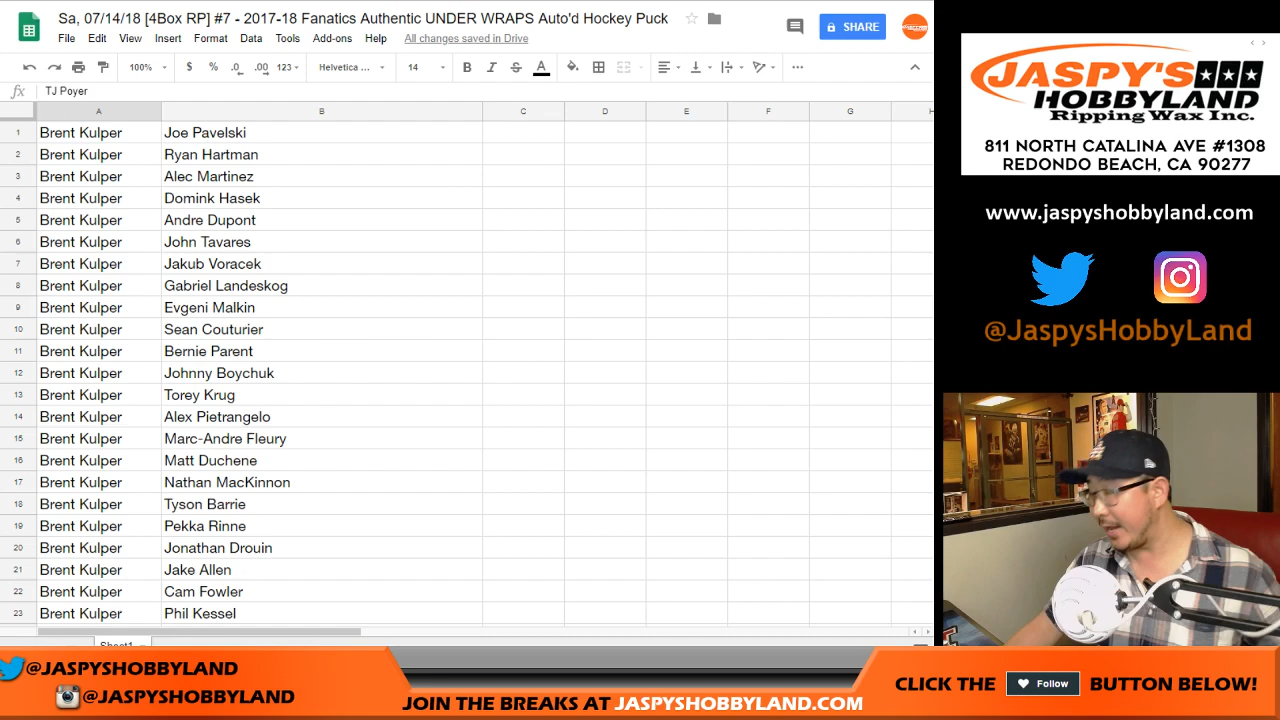 Sa, 07/14/18 [4Box RP] #7 - 2017-18 Fanatics Authentic UNDER WRAPS Auto'd Hockey Puck
File Edit View Insert Format Data Tools Add-ons Help All changes saved in Drive
SHARE
100% $ % .0 .00 123 Helvetica ... 14 B I S A
fx TJ Poyer
A B C D E F G H
1 Brent Kulper Joe Pavelski
2 Brent Kulper Ryan Hartman
3 Brent Kulper Alec Martinez
4 Brent Kulper Domink Hasek
5 Brent Kulper Andre Dupont
6 Brent Kulper John Tavares
7 Brent Kulper Jakub Voracek
8 Brent Kulper Gabriel Landeskog
9 Brent Kulper Evgeni Malkin
10 Brent Kulper Sean Couturier
11 Brent Kulper Bernie Parent
12 Brent Kulper Johnny Boychuk
13 Brent Kulper Torey Krug
14 Brent Kulper Alex Pietrangelo
15 Brent Kulper Marc-Andre Fleury
16 Brent Kulper Matt Duchene
17 Brent Kulper Nathan MacKinnon
18 Brent Kulper Tyson Barrie
19 Brent Kulper Pekka Rinne
20 Brent Kulper Jonathan Drouin
21 Brent Kulper Jake Allen
22 Brent Kulper Cam Fowler
23 Brent Kulper Phil Kessel
Sheet1
JASPY'S
HOBBYLAND
Ripping Wax Inc.
811 NORTH CATALINA AVE #1308
REDONDO BEACH, CA 90277
www.jaspyshobbyland.com
@JaspysHobbyLand
@JASPYSHOBBYLAND
@JASPYSHOBBYLAND
JOIN THE BREAKS AT JASPYSHOBBYLAND.COM
CLICK THE Follow BUTTON BELOW!